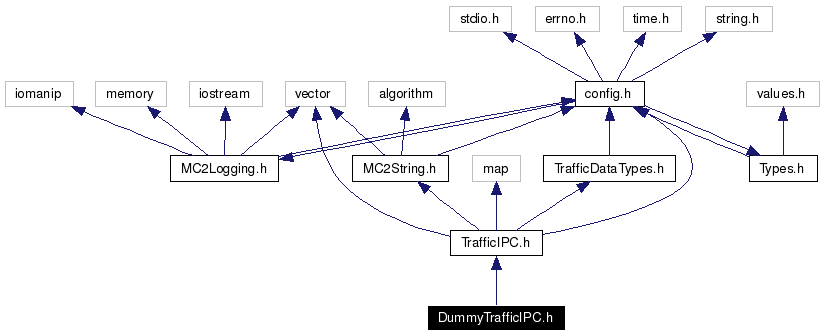 stdio.h errno.h time.h string.h
iomanip memory iostream vector algorithm config.h values.h
MC2Logging.h MC2String.h map TrafficDataTypes.h Types.h
TrafficIPC.h
DummyTrafficIPC.h